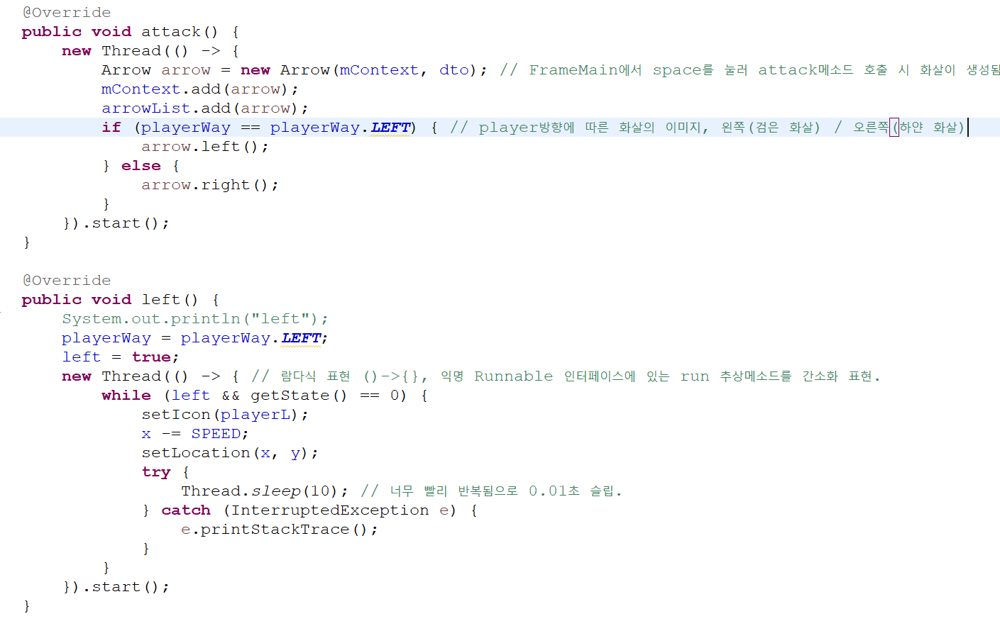 @Override
public void attack() {
new Thread(() -> {
Arrow arrow = new Arrow(mContext, dto); // FrameMain에서 space를 눌러 attack메소드 호출 시 화살이 생성됨
mContext.add(arrow);
arrowList.add(arrow);
if (playerWay == playerWay.LEFT) { // player방향에 따른 화살의 이미지, 왼쪽(검은 화살) / 오른쪽(하얀 화살)
arrow.left();
} else {
arrow.right();
}
}).start();
}
@Override
public void left() {
System.out.println("left");
playerWay = playerWay.LEFT;
left = true;
new Thread(() -> { // 람다식 표현 ()->{}, 익명 Runnable 인터페이스에 있는 run 추상메소드를 간소화 표현.
while (left && getState() == 0) {
setIcon(playerL);
x -= SPEED;
setLocation(x, y);
try {
Thread.sleep(10); // 너무 빨리 반복됨으로 0.01초 슬립.
} catch (InterruptedException e) {
e.printStackTrace();
}
}
}).start();
}